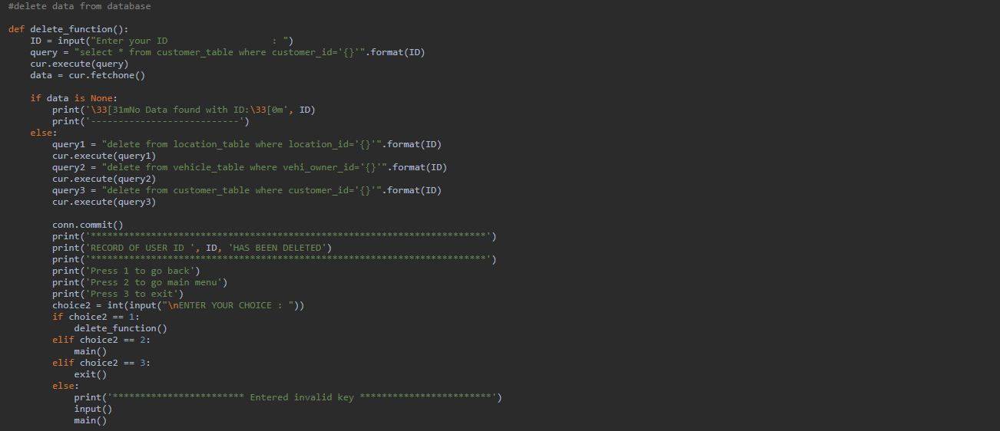 #delete data from database
def delete_function():
    ID = input("Enter your ID                   : ")
    query = "select * from customer_table where customer_id='{}'".format(ID)
    cur.execute(query)
    data = cur.fetchone()
    if data is None:
        print('\33[31mNo Data found with ID:\33[0m', ID)
        print('---------------------------')
    else:
        query1 = "delete from location_table where location_id='{}'".format(ID)
        cur.execute(query1)
        query2 = "delete from vehicle_table where vehi_owner_id='{}'".format(ID)
        cur.execute(query2)
        query3 = "delete from customer_table where customer_id='{}'".format(ID)
        cur.execute(query3)
        conn.commit()
        print('************************************************************************')
        print('RECORD OF USER ID ', ID, 'HAS BEEN DELETED')
        print('************************************************************************')
        print('Press 1 to go back')
        print('Press 2 to go main menu')
        print('Press 3 to exit')
        choice2 = int(input("\nENTER YOUR CHOICE : "))
        if choice2 == 1:
            delete_function()
        elif choice2 == 2:
            main()
        elif choice2 == 3:
            exit()
        else:
            print('************************ Entered invalid key ************************')
            input()
            main()